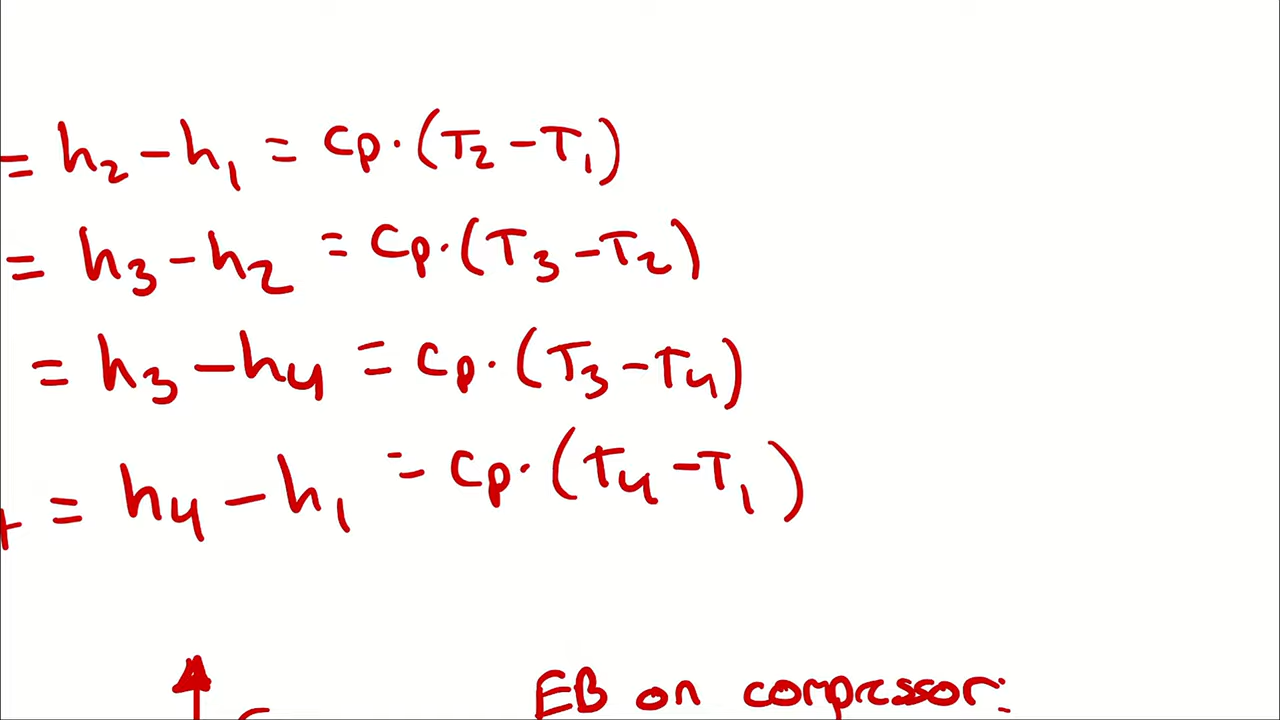 = h₂ - h₁ = Cp · (T₂ - T₁)
= h₃ - h₂ = Cp · (T₃ - T₂)
= h₃ - h₄ = Cp · (T₃ - T₄)
= h₄ - h₁ = Cp · (T₄ - T₁)
EB on compressor: